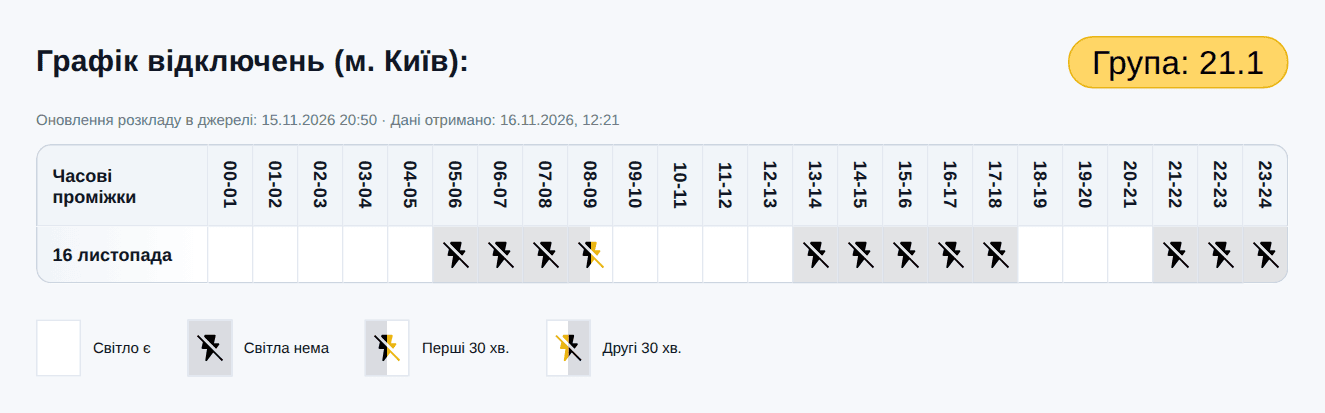 Графік відключень (м. Київ):
Група: 21.1
Оновлення розкладу в джерелі: 15.11.2026 20:50 · Дані отримано: 16.11.2026, 12:21
Часові
проміжки
00-01
01-02
02-03
03-04
04-05
05-06
06-07
07-08
08-09
09-10
10-11
11-12
12-13
13-14
14-15
15-16
16-17
17-18
18-19
19-20
20-21
21-22
22-23
23-24
16 листопада
Світло є
Світла нема
Перші 30 хв.
Другі 30 хв.